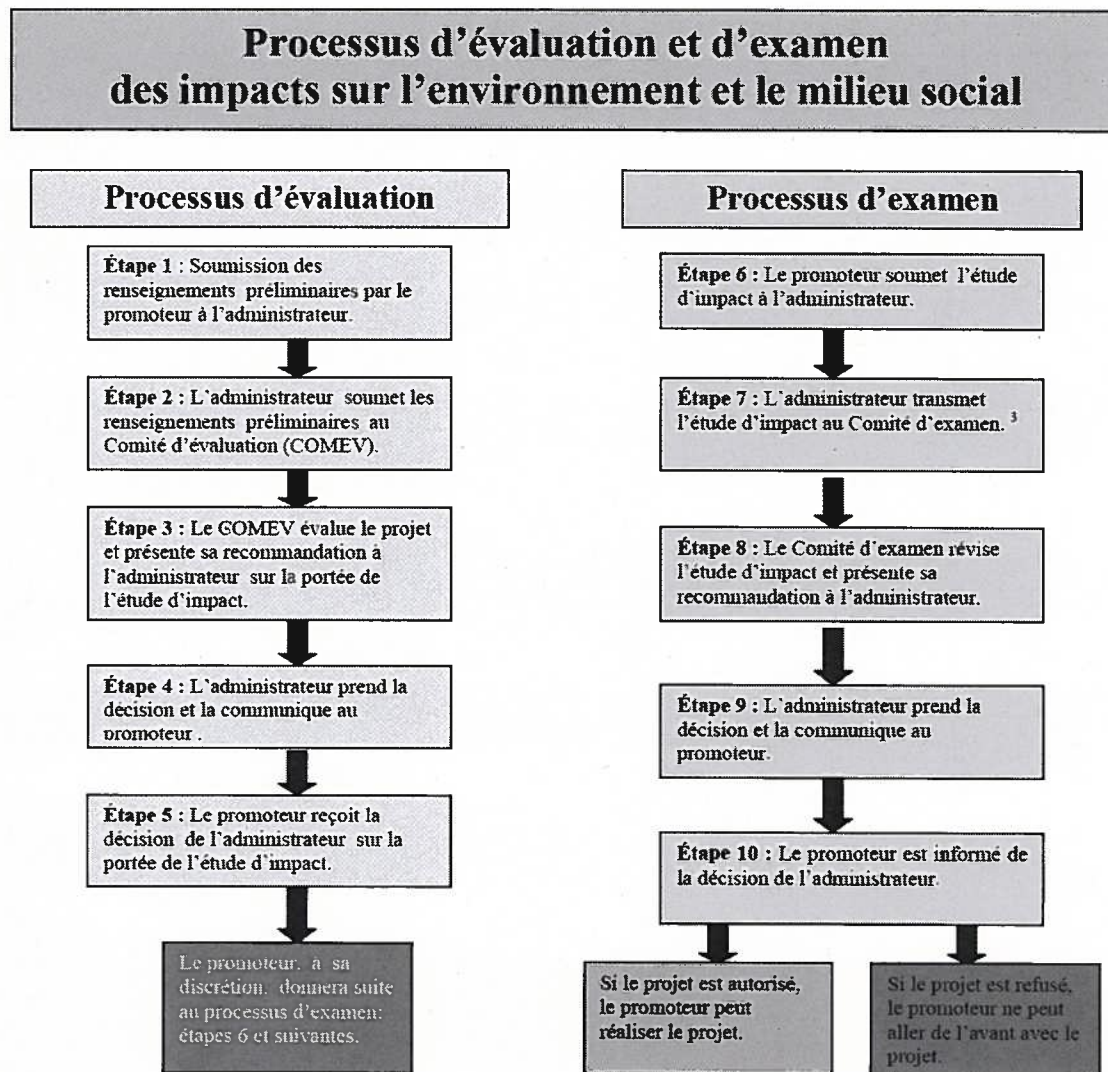 Processus d'évaluation et d'examen
des impacts sur l'environnement et le milieu social
Processus d'évaluation
Étape 1 : Soumission des
renseignements préliminaires par le
promoteur à l'administrateur.
Étape 2 : L'administrateur soumet les
renseignements préliminaires au
Comité d'évaluation (COMEV).
Étape 3 : Le COMEV évalue le projet
et présente sa recommandation à
l'administrateur sur la portée de
l'étude d'impact.
Étape 4 : L'administrateur prend la
décision et la communique au
promoteur .
Étape 5 : Le promoteur reçoit la
décision de l'administrateur sur la
portée de l'étude d'impact.
Le promoteur, à sa
discrétion, donnera suite
au processus d'examen:
étapes 6 et suivantes.
Processus d'examen
Étape 6 : Le promoteur soumet l'étude
d'impact à l'administrateur.
Étape 7 : L'administrateur transmet
l'étude d'impact au Comité d'examen. ³
Étape 8 : Le Comité d'examen révise
l'étude d'impact et présente sa
recommandation à l'administrateur.
Étape 9 : L'administrateur prend la
décision et la communique au
promoteur.
Étape 10 : Le promoteur est informé de
la décision de l'administrateur.
Si le projet est autorisé,
le promoteur peut
réaliser le projet.
Si le projet est refusé,
le promoteur ne peut
aller de l'avant avec le
projet.